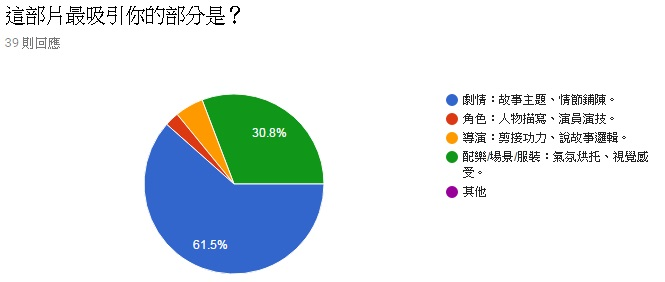 這部片最吸引你的部分是？
39 則回應
30.8%
61.5%
劇情：故事主題、情節鋪陳。
角色：人物描寫、演員演技。
導演：剪接功力、說故事邏輯。
配樂/場景/服裝：氣氛烘托、視覺感
受。
其他